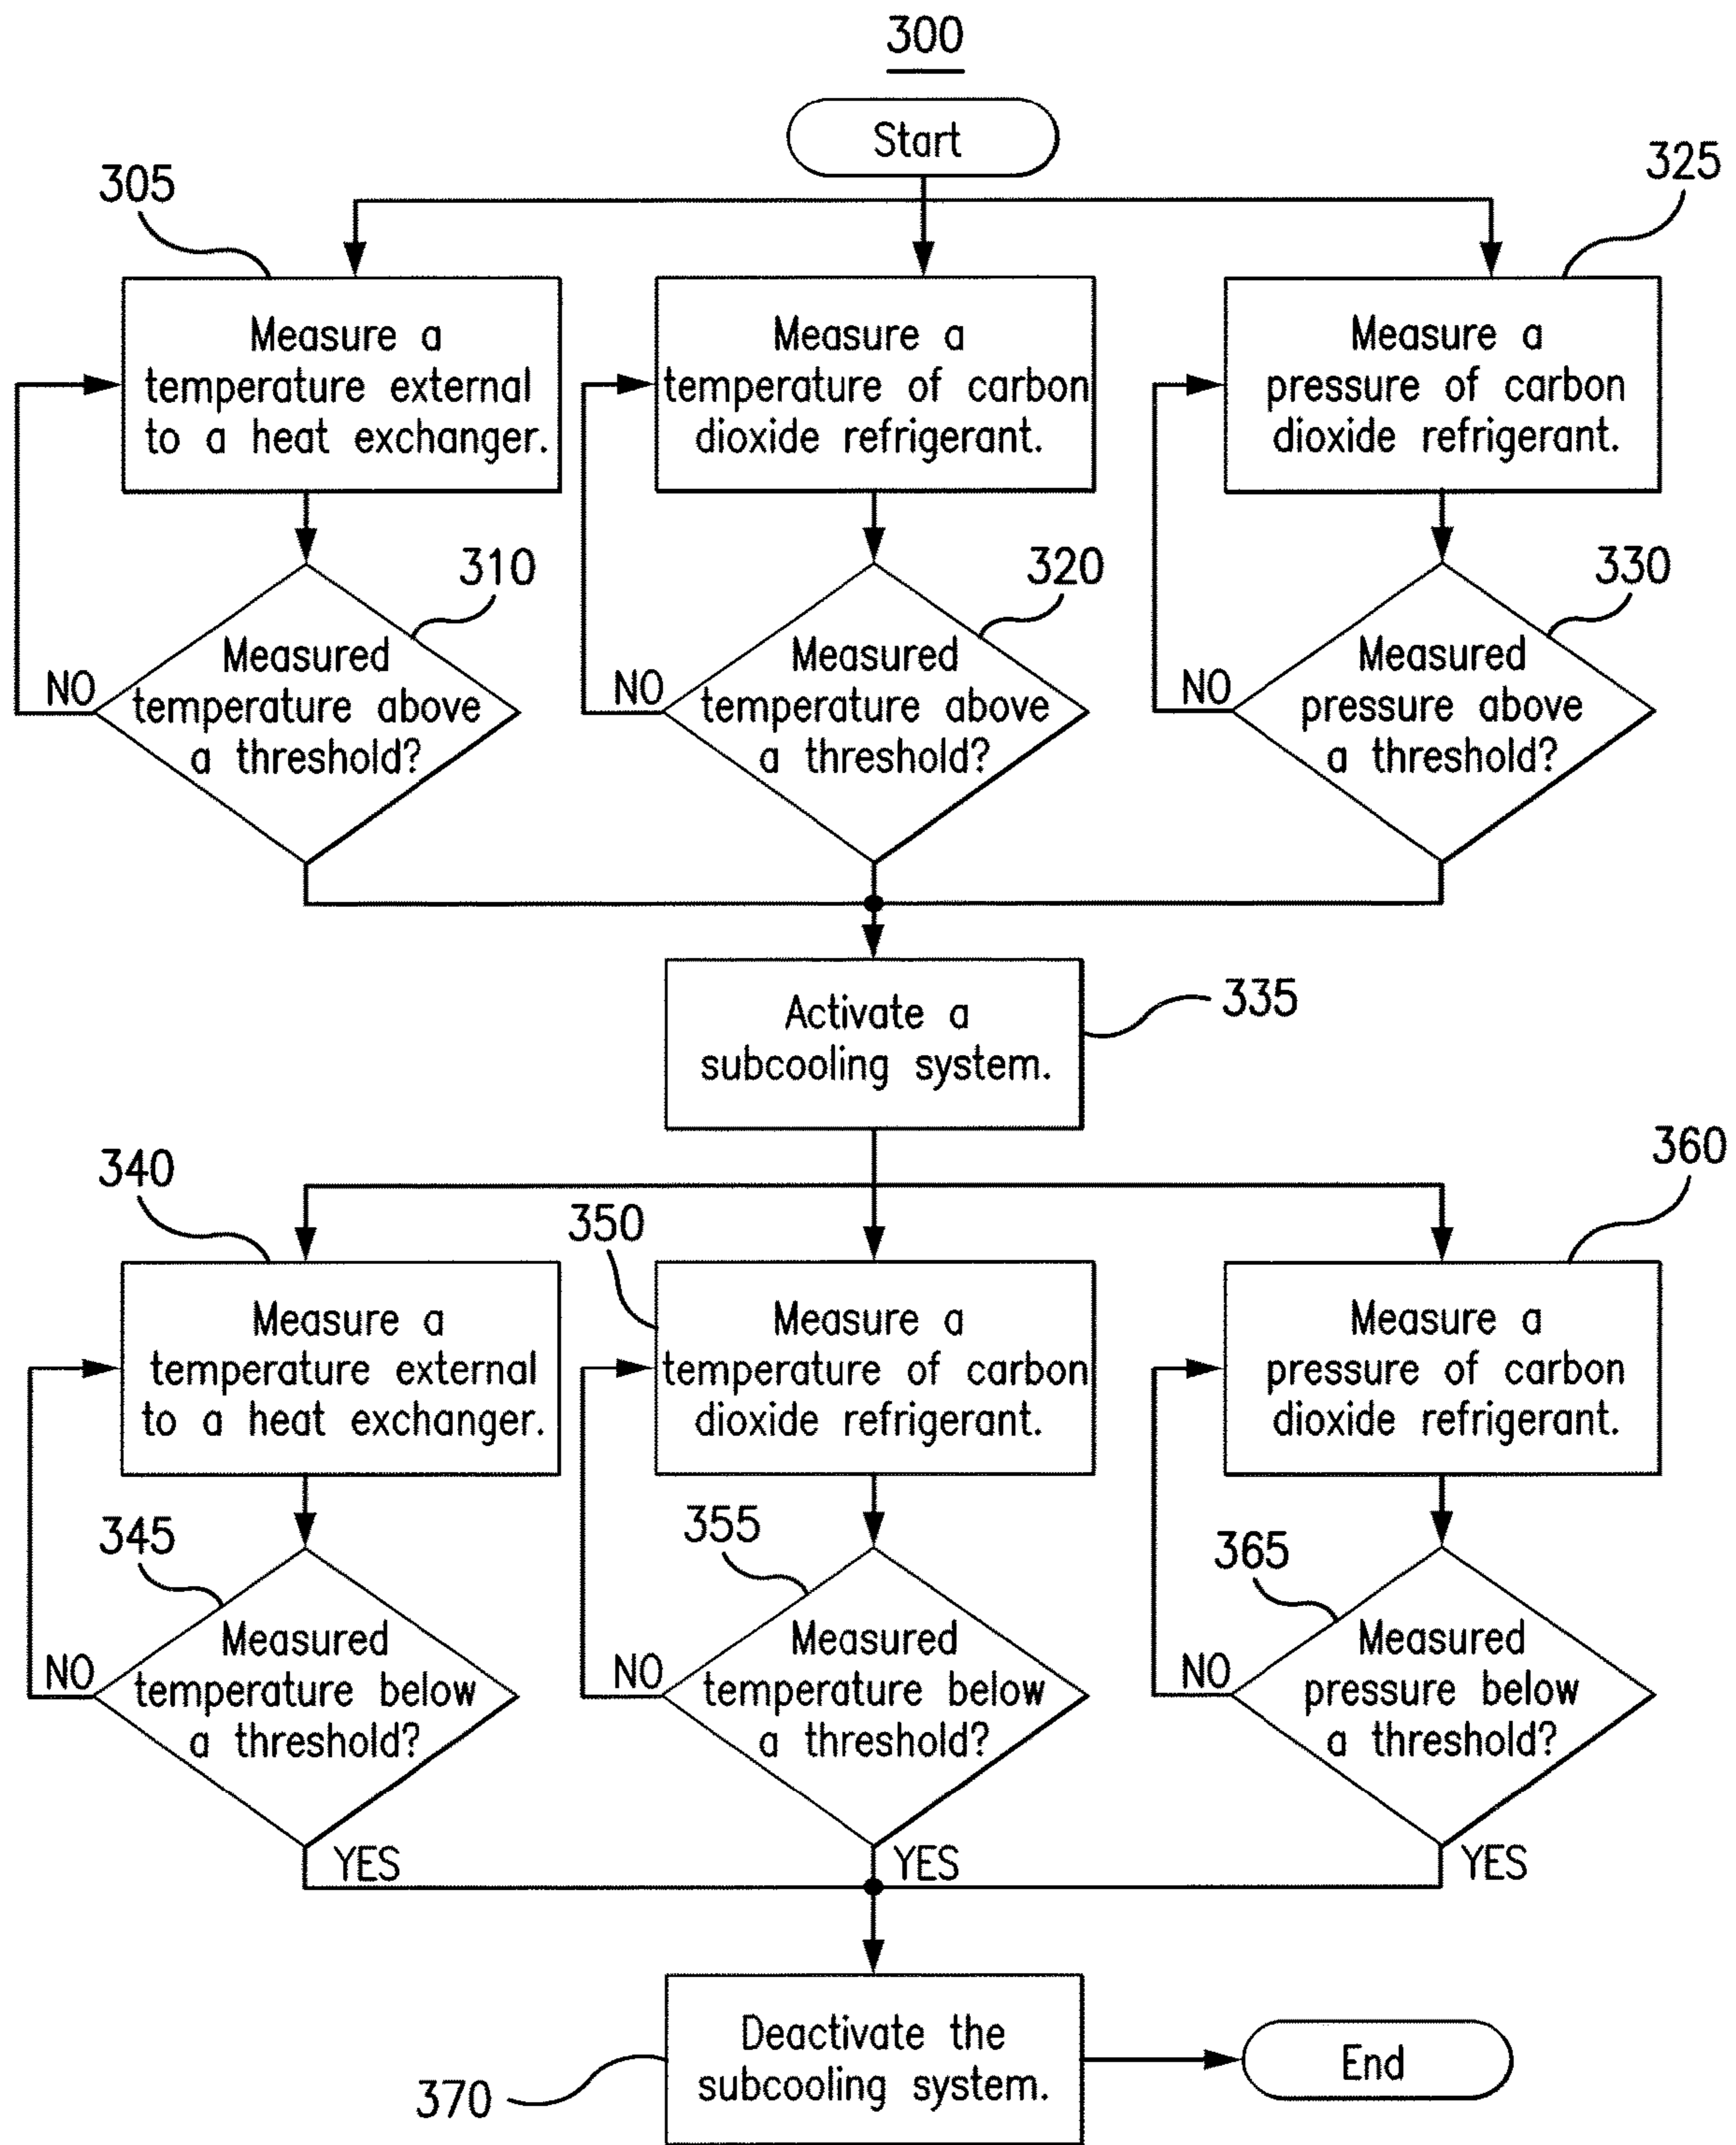 300
Start
305
325
Measure a
temperature external
to a heat exchanger.
Measure a
temperature of carbon
dioxide refrigerant.
Measure a
pressure of carbon
dioxide refrigerant.
310
320
330
NO
Measured
temperature above
a threshold?
NO
Measured
temperature above
a threshold?
NO
Measured
pressure above
a threshold?
Activate a
subcooling system.
335
340
350
360
Measure a
temperature external
to a heat exchanger.
Measure a
temperature of carbon
dioxide refrigerant.
Measure a
pressure of carbon
dioxide refrigerant.
345
355
365
NO
Measured
temperature below
a threshold?
NO
Measured
temperature below
a threshold?
NO
Measured
pressure below
a threshold?
YES
YES
YES
370
Deactivate the
subcooling system.
End